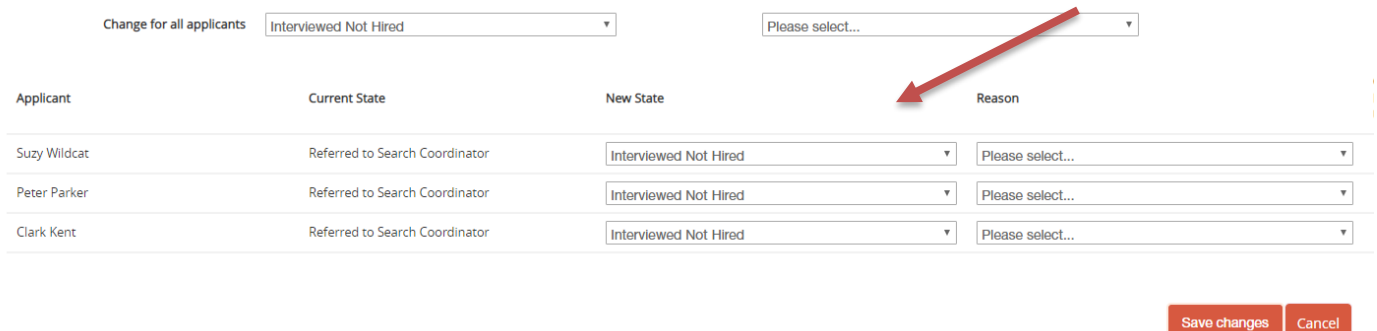 Change for all applicants Interviewed Not Hired Please select...
Applicant Current State New State Reason
Suzy Wildcat Referred to Search Coordinator Interviewed Not Hired Please select...
Peter Parker Referred to Search Coordinator Interviewed Not Hired Please select...
Clark Kent Referred to Search Coordinator Interviewed Not Hired Please select...
Save changes Cancel